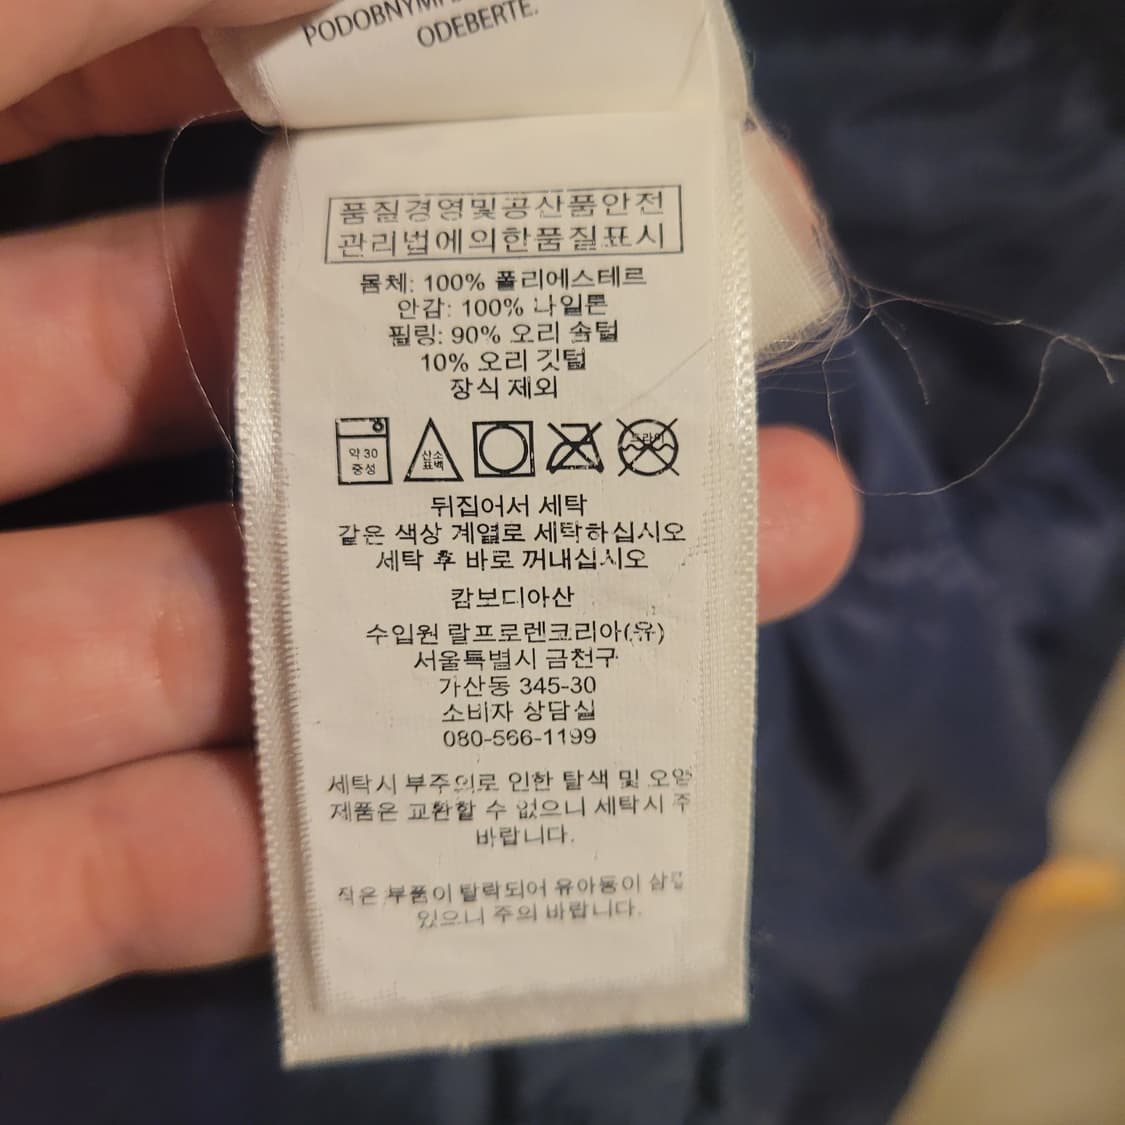 ODEBERTE.
품질경영및공산품안전
관리법에의한품질표시
몸체: 100% 폴리에스테르
안감: 100% 나일론
필링: 90% 오리 솜털
10% 오리 깃털
장식 제외
약 30
중성
산소
표백
드라이
뒤집어서 세탁
같은 색상 계열로 세탁하십시오
세탁 후 바로 꺼내십시오
캄보디아산
수입원 랄프로렌코리아(유)
서울특별시 금천구
가산동 345-30
소비자 상담실
080-566-1199
세탁시 부주의로 인한 탈색 및
제품은 교환할 수 없으니 세탁시
바랍니다.
작은 부품이 탈락되어 유아동이
있으니 주의 바랍니다.